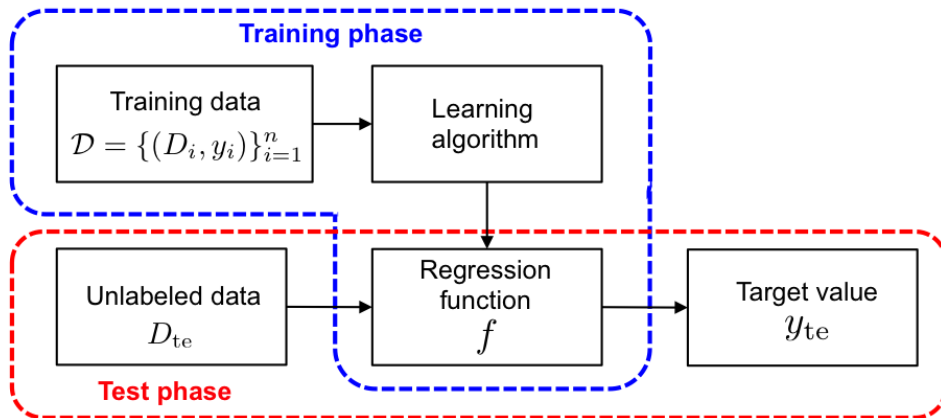 Training phase
Training data
𝒟 = {(D_i, y_i)}_{i=1}^n
Learning
algorithm
Unlabeled data
D_te
Regression
function
f
Target value
y_te
Test phase